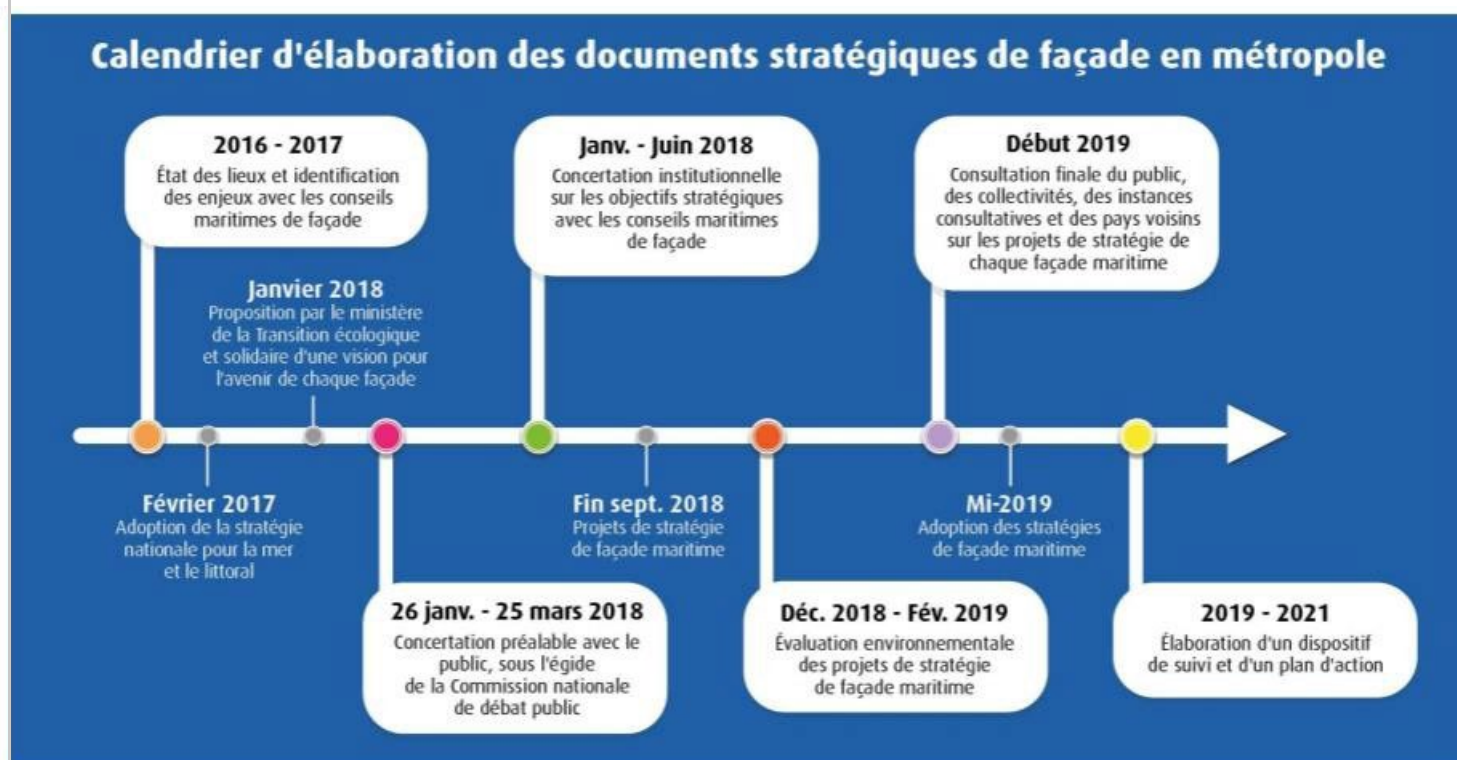 Calendrier d'élaboration des documents stratégiques de façade en métropole
2016 - 2017
État des lieux et identification
des enjeux avec les conseils
maritimes de façade
Février 2017
Adoption de la stratégie
nationale pour la mer
et le littoral
Janvier 2018
Proposition par le ministère
de la Transition écologique
et solidaire d'une vision pour
l'avenir de chaque façade
26 janv. - 25 mars 2018
Concertation préalable avec le
public, sous l'égide
de la Commission nationale
de débat public
Janv. - Juin 2018
Concertation institutionnelle
sur les objectifs stratégiques
avec les conseils maritimes
de façade
Fin sept. 2018
Projets de stratégie
de façade maritime
Déc. 2018 - Fév. 2019
Évaluation environnementale
des projets de stratégie
de façade maritime
Début 2019
Consultation finale du public,
des collectivités, des instances
consultatives et des pays voisins
sur les projets de stratégie de
chaque façade maritime
Mi-2019
Adoption des stratégies
de façade maritime
2019 - 2021
Élaboration d'un dispositif
de suivi et d'un plan d'action